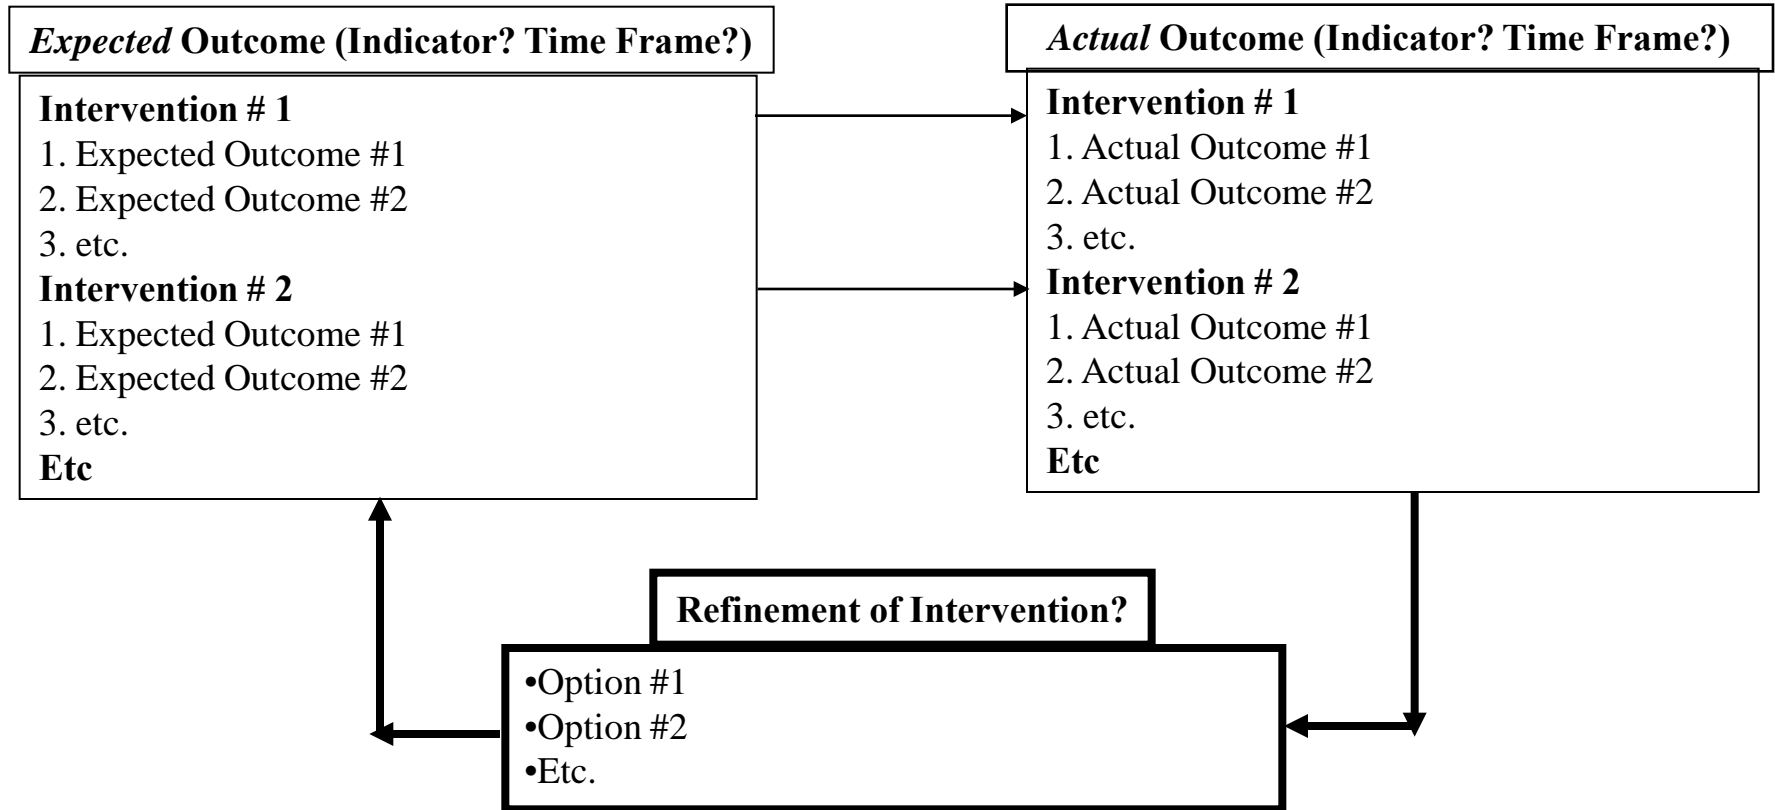 Expected Outcome (Indicator? Time Frame?)
Intervention # 1
1. Expected Outcome #1
2. Expected Outcome #2
3. etc.
Intervention # 2
1. Expected Outcome #1
2. Expected Outcome #2
3. etc.
Etc
Actual Outcome (Indicator? Time Frame?)
Intervention # 1
1. Actual Outcome #1
2. Actual Outcome #2
3. etc.
Intervention # 2
1. Actual Outcome #1
2. Actual Outcome #2
3. etc.
Etc
Refinement of Intervention?
•Option #1
•Option #2
•Etc.